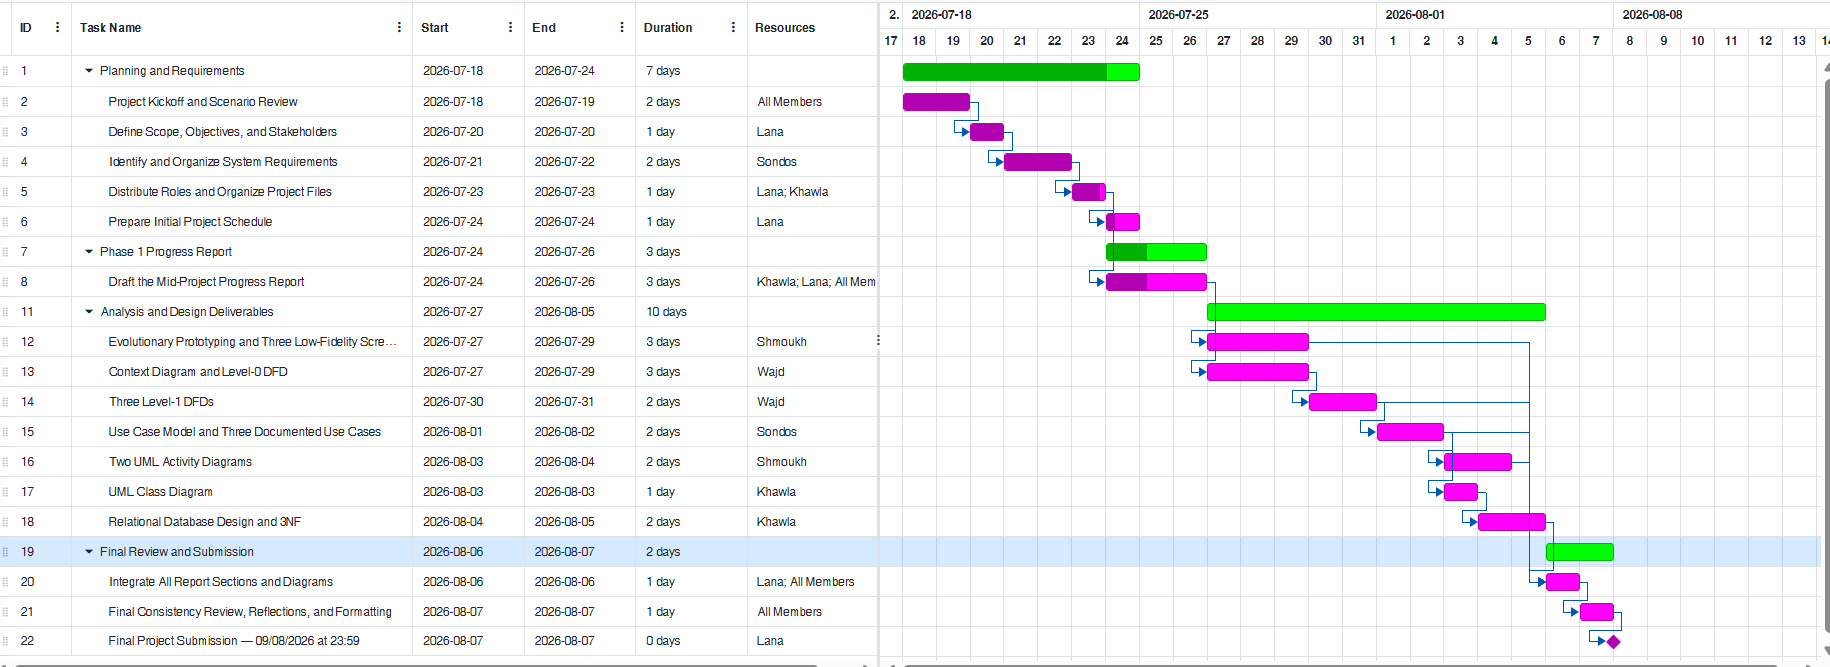 ID Task Name Start End Duration Resources 2. 2026-07-18 2026-07-25 2026-08-01 2026-08-08
17 18 19 20 21 22 23 24 25 26 27 28 29 30 31 1 2 3 4 5 6 7 8 9 10 11 12 13 14
1 Planning and Requirements 2026-07-18 2026-07-24 7 days
2 Project Kickoff and Scenario Review 2026-07-18 2026-07-19 2 days All Members
3 Define Scope, Objectives, and Stakeholders 2026-07-20 2026-07-20 1 day Lana
4 Identify and Organize System Requirements 2026-07-21 2026-07-22 2 days Sondos
5 Distribute Roles and Organize Project Files 2026-07-23 2026-07-23 1 day Lana; Khawla
6 Prepare Initial Project Schedule 2026-07-24 2026-07-24 1 day Lana
7 Phase 1 Progress Report 2026-07-24 2026-07-26 3 days
8 Draft the Mid-Project Progress Report 2026-07-24 2026-07-26 3 days Khawla; Lana; All Mem
11 Analysis and Design Deliverables 2026-07-27 2026-08-05 10 days
12 Evolutionary Prototyping and Three Low-Fidelity Scre... 2026-07-27 2026-07-29 3 days Shmoukh
13 Context Diagram and Level-0 DFD 2026-07-27 2026-07-29 3 days Wajd
14 Three Level-1 DFDs 2026-07-30 2026-07-31 2 days Wajd
15 Use Case Model and Three Documented Use Cases 2026-08-01 2026-08-02 2 days Sondos
16 Two UML Activity Diagrams 2026-08-03 2026-08-04 2 days Shmoukh
17 UML Class Diagram 2026-08-03 2026-08-03 1 day Khawla
18 Relational Database Design and 3NF 2026-08-04 2026-08-05 2 days Khawla
19 Final Review and Submission 2026-08-06 2026-08-07 2 days
20 Integrate All Report Sections and Diagrams 2026-08-06 2026-08-06 1 day Lana; All Members
21 Final Consistency Review, Reflections, and Formatting 2026-08-07 2026-08-07 1 day All Members
22 Final Project Submission — 09/08/2026 at 23:59 2026-08-07 2026-08-07 0 days Lana